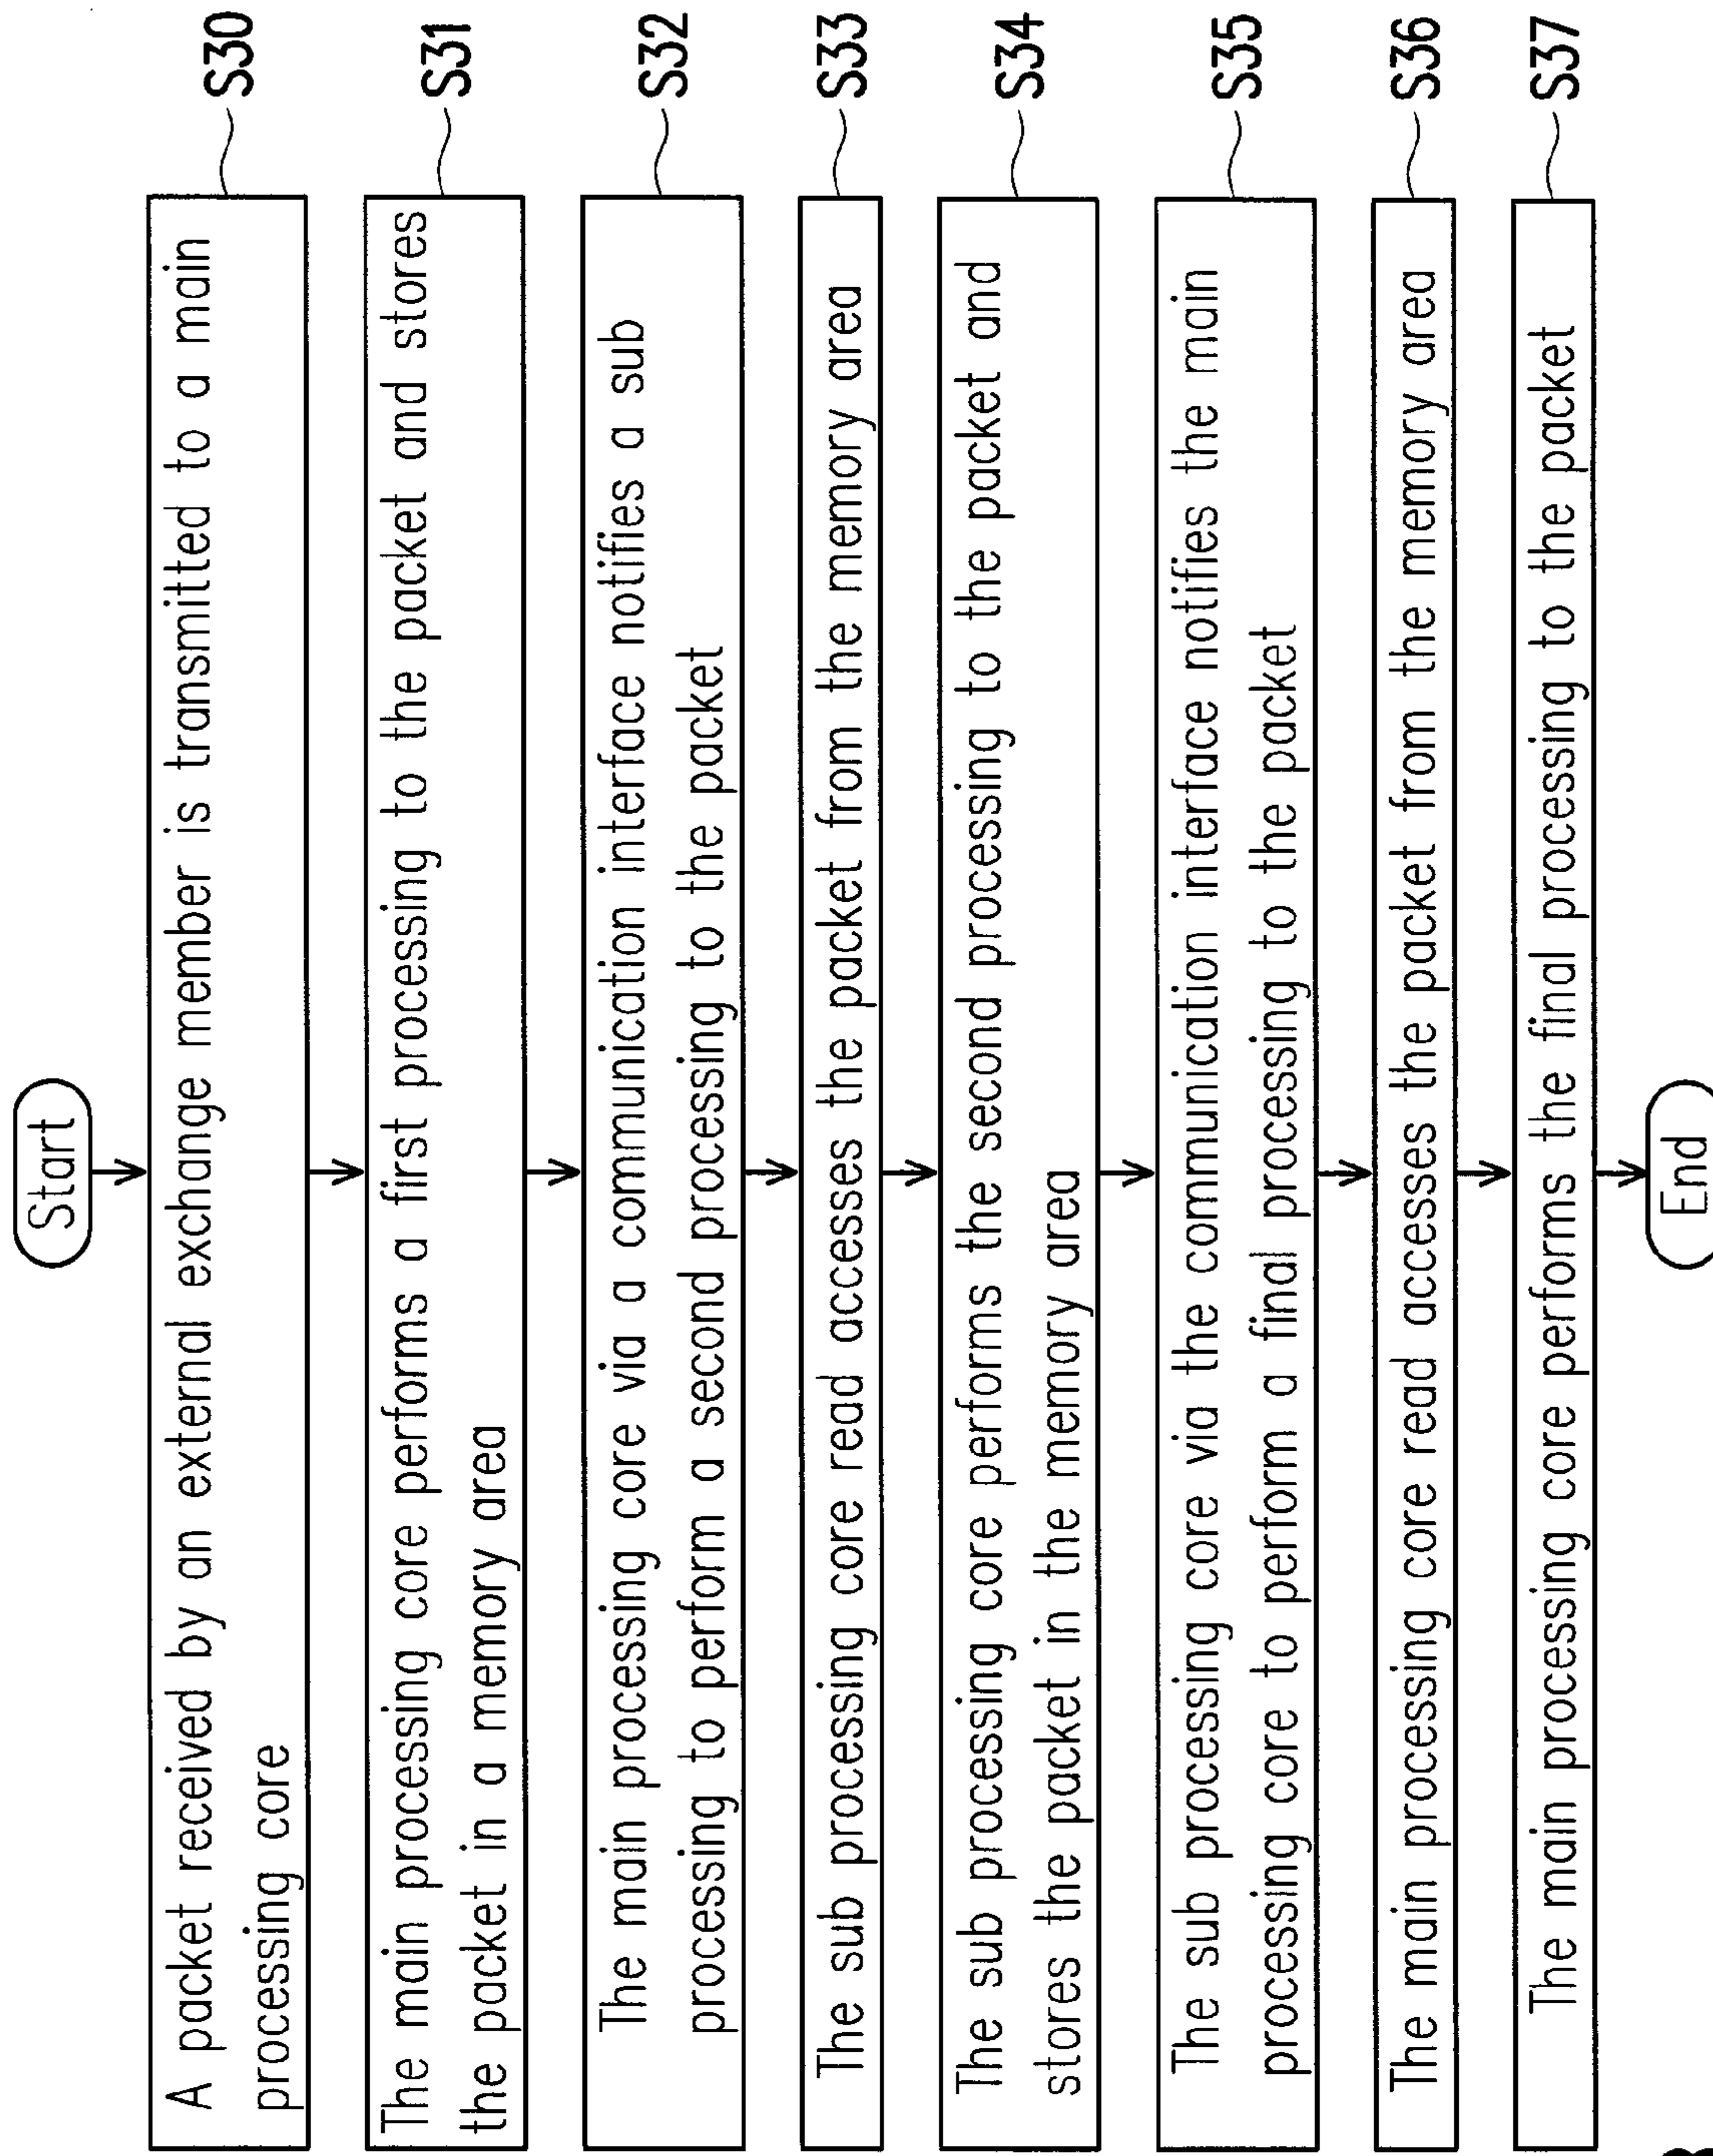 Start
A packet received by an external exchange member is transmitted to a main
processing core
S30
The main processing core performs a first processing to the packet and stores
the packet in a memory area
S31
The main processing core via a communication interface notifies a sub
processing to perform a second processing to the packet
S32
The sub processing core read accesses the packet from the memory area
S33
The sub processing core performs the second processing to the packet and
stores the packet in the memory area
S34
The sub processing core via the communication interface notifies the main
processing core to perform a final processing to the packet
S35
The main processing core read accesses the packet from the memory area
S36
The main processing core performs the final processing to the packet
S37
End